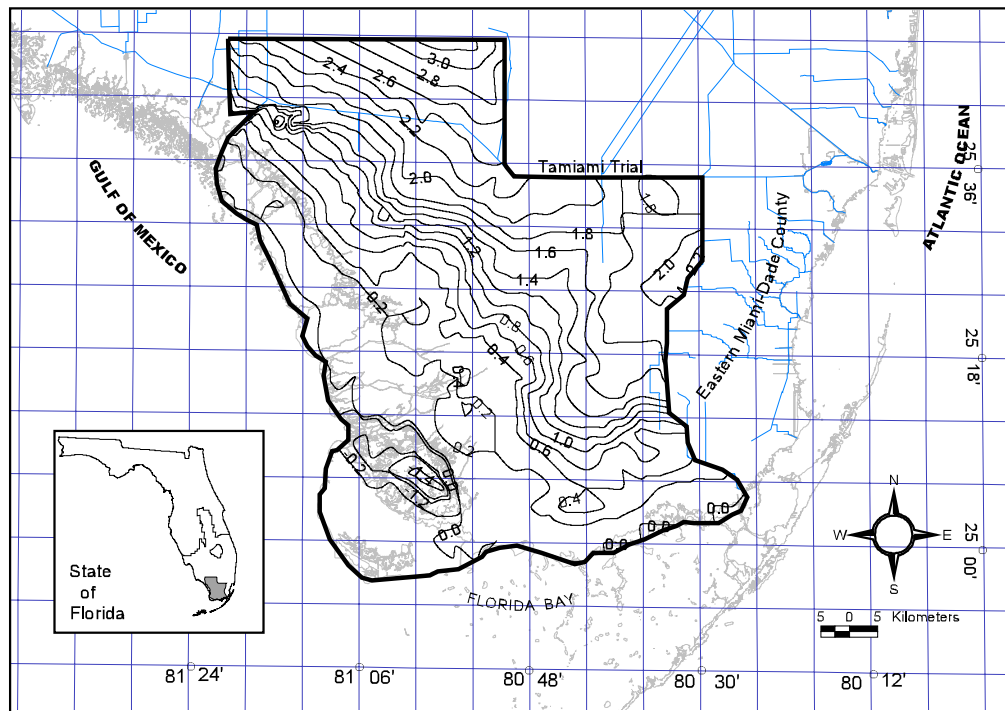 3.0
2.4
2.6
2.8
2.2
Tamiami Trial
2.0
1.8
1.8
1.2
1.6
2.0
0.2
1.4
0.2
0.8
0.6
0.4
0.2
0.2
1.0
0.6
0.4
0.0
0.0
0.0
0.0
GULF OF MEXICO
ATLANTIC OCEAN
Eastern Miami-Dade County
FLORIDA BAY
25 36'
25 18'
25 00'
State
of
Florida
N
W E
S
5 0 5 Kilometers
81 24'
81 06'
80 48'
80 30'
80 12'